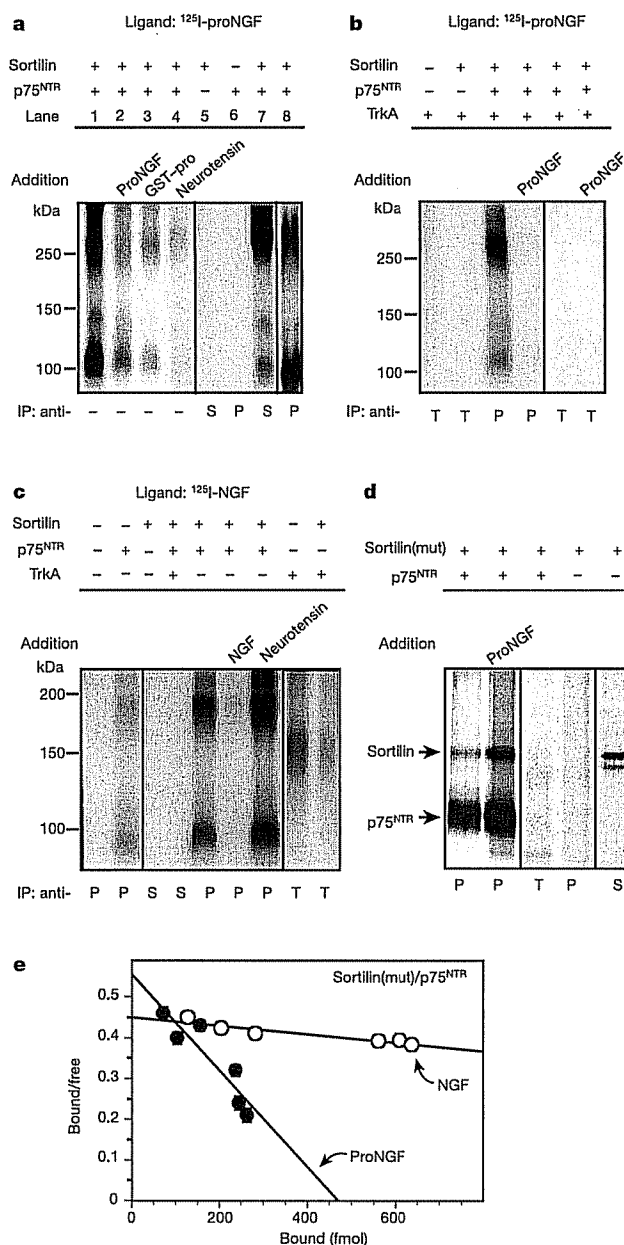 a
Ligand: ¹²⁵I-proNGF
Sortilin + + + + + - + +
p75NTR + + + + - + + +
Lane 1 2 3 4 5 6 7 8
Addition ProNGF GST-pro Neurotensin
kDa
250
150
100
IP: anti- - - - - S P S P
b
Ligand: ¹²⁵I-proNGF
Sortilin - + + + + +
p75NTR - - + + + +
TrkA + + + + + +
Addition ProNGF ProNGF
kDa
250
150
100
IP: anti- T T P P T T
c
Ligand: ¹²⁵I-NGF
Sortilin - - + + + + + - +
p75NTR - + - + + + + - -
TrkA - - - + - - - + +
Addition NGF Neurotensin
kDa
200
150
100
IP: anti- P P S S P P P T T
d
Sortilin(mut) + + + + +
p75NTR + + + - -
Addition ProNGF
Sortilin
p75NTR
P P T P S
e
Sortilin(mut)/p75NTR
Bound/free
0.5
0.4
0.3
0.2
0.1
0
NGF
ProNGF
0 200 400 600
Bound (fmol)